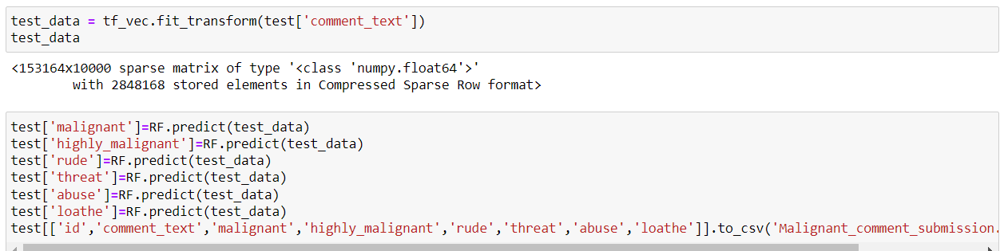 test_data = tf_vec.fit_transform(test['comment_text'])
test_data
<153164x10000 sparse matrix of type '<class 'numpy.float64'>'
        with 2848168 stored elements in Compressed Sparse Row format>
test['malignant']=RF.predict(test_data)
test['highly_malignant']=RF.predict(test_data)
test['rude']=RF.predict(test_data)
test['threat']=RF.predict(test_data)
test['abuse']=RF.predict(test_data)
test['loathe']=RF.predict(test_data)
test[['id','comment_text','malignant','highly_malignant','rude','threat','abuse','loathe']].to_csv('Malignant_comment_submission.